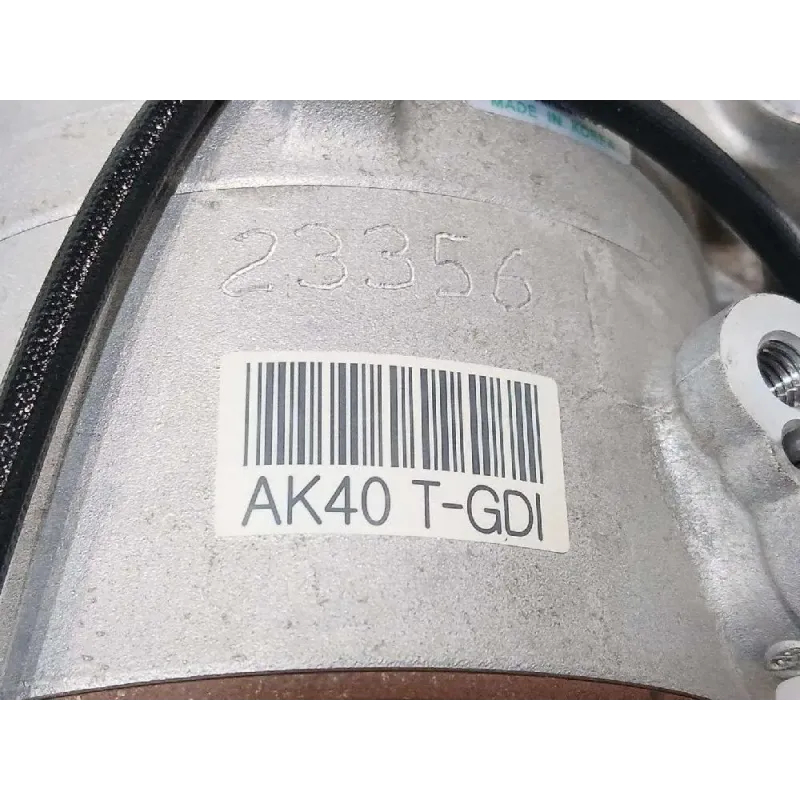 MADE IN KOREA
23356
AK40 T-GDI